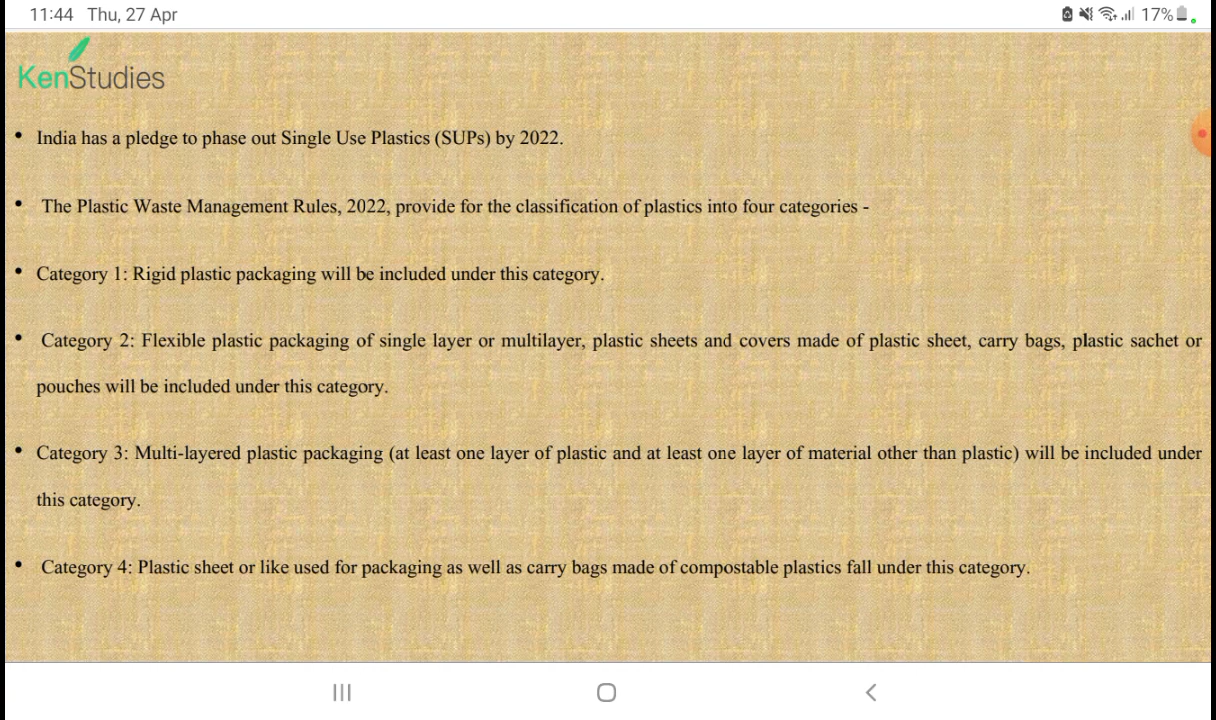 11:44 Thu, 27 Apr 17%
KenStudies
• India has a pledge to phase out Single Use Plastics (SUPs) by 2022.
• The Plastic Waste Management Rules, 2022, provide for the classification of plastics into four categories -
• Category 1: Rigid plastic packaging will be included under this category.
• Category 2: Flexible plastic packaging of single layer or multilayer, plastic sheets and covers made of plastic sheet, carry bags, plastic sachet or
pouches will be included under this category.
• Category 3: Multi-layered plastic packaging (at least one layer of plastic and at least one layer of material other than plastic) will be included under
this category.
• Category 4: Plastic sheet or like used for packaging as well as carry bags made of compostable plastics fall under this category.